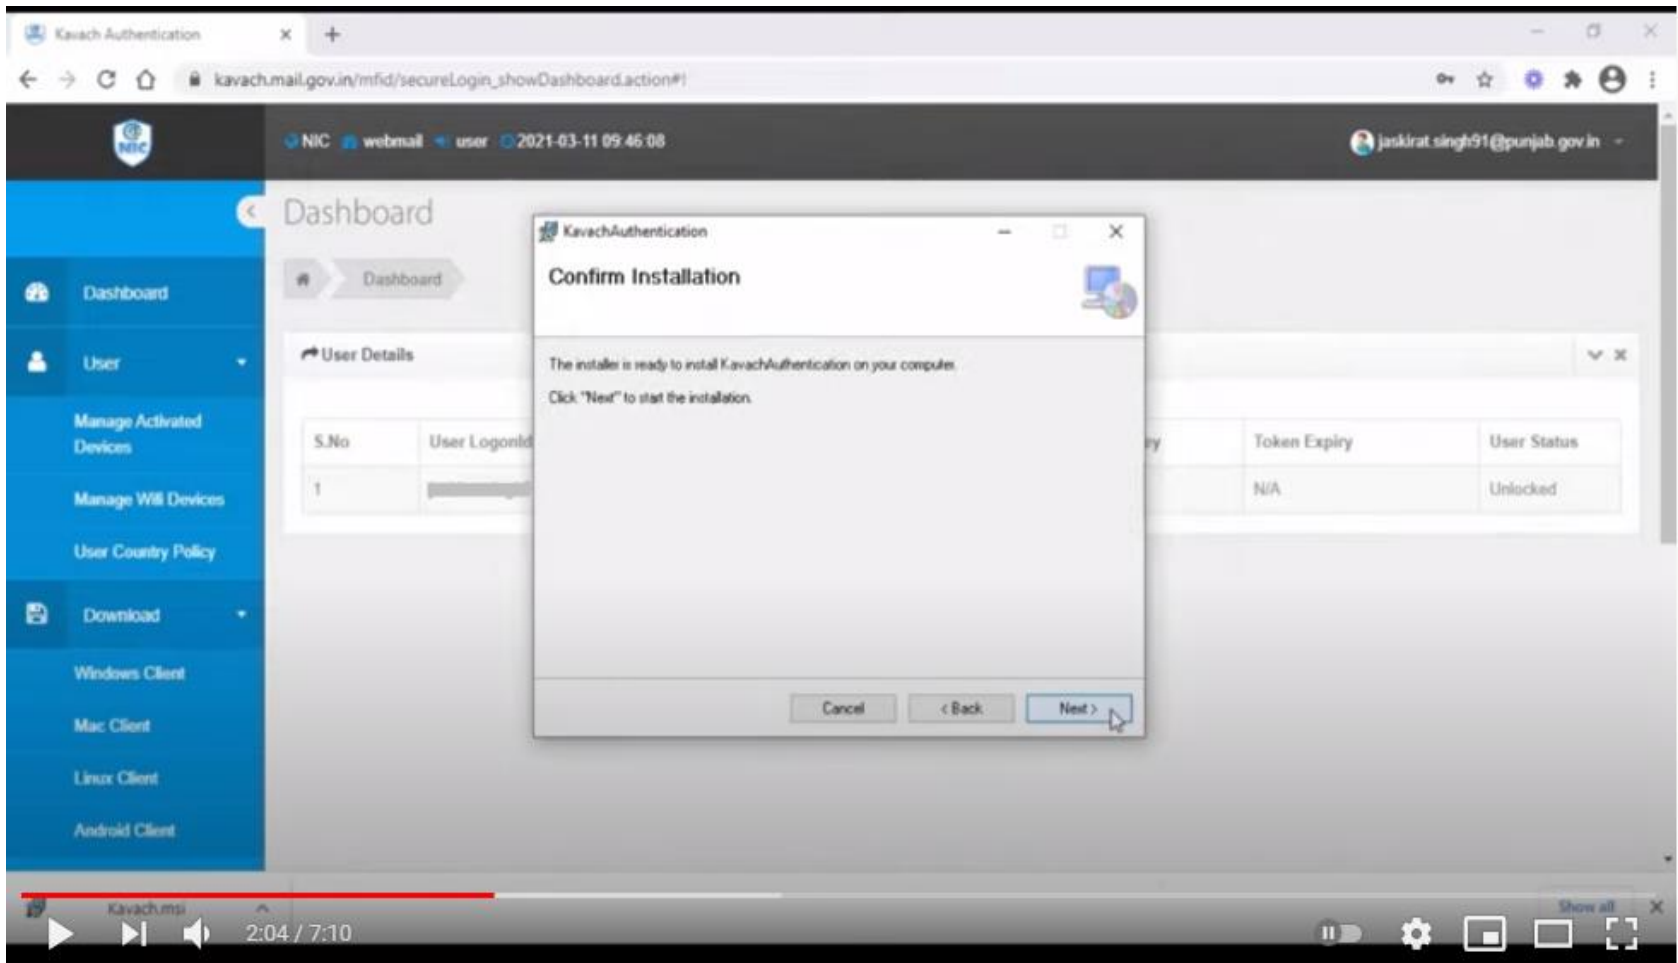 Kavach Authentication
kavach.mail.gov.in/mfid/secureLogin_showDashboard.action#!
NIC
NIC webmail user 2021-03-11 09:46:08
jaskirat.singh91@punjab.gov.in
Dashboard
Dashboard
KavachAuthentication
Confirm Installation
The installer is ready to install KavachAuthentication on your computer.
Click "Next" to start the installation.
Cancel
< Back
Next >
Dashboard
User
Manage Activated
Devices
Manage Wifi Devices
User Country Policy
Download
Windows Client
Mac Client
Linux Client
Android Client
User Details
S.No User LogonId Token Expiry User Status
1 N/A Unlocked
Kavach.msi
Show all
2:04 / 7:10